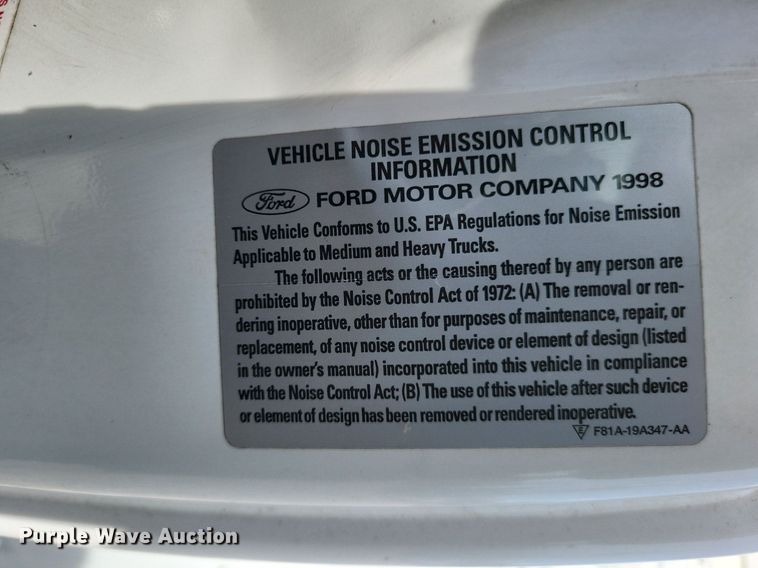 VEHICLE NOISE EMISSION CONTROL
INFORMATION
Ford FORD MOTOR COMPANY 1998
This Vehicle Conforms to U.S. EPA Regulations for Noise Emission
Applicable to Medium and Heavy Trucks.
The following acts or the causing thereof by any person are
prohibited by the Noise Control Act of 1972: (A) The removal or ren-
dering inoperative, other than for purposes of maintenance, repair, or
replacement, of any noise control device or element of design (listed
in the owner's manual) incorporated into this vehicle in compliance
with the Noise Control Act; (B) The use of this vehicle after such device
or element of design has been removed or rendered inoperative.
E F81A-19A347-AA
Purple Wave Auction